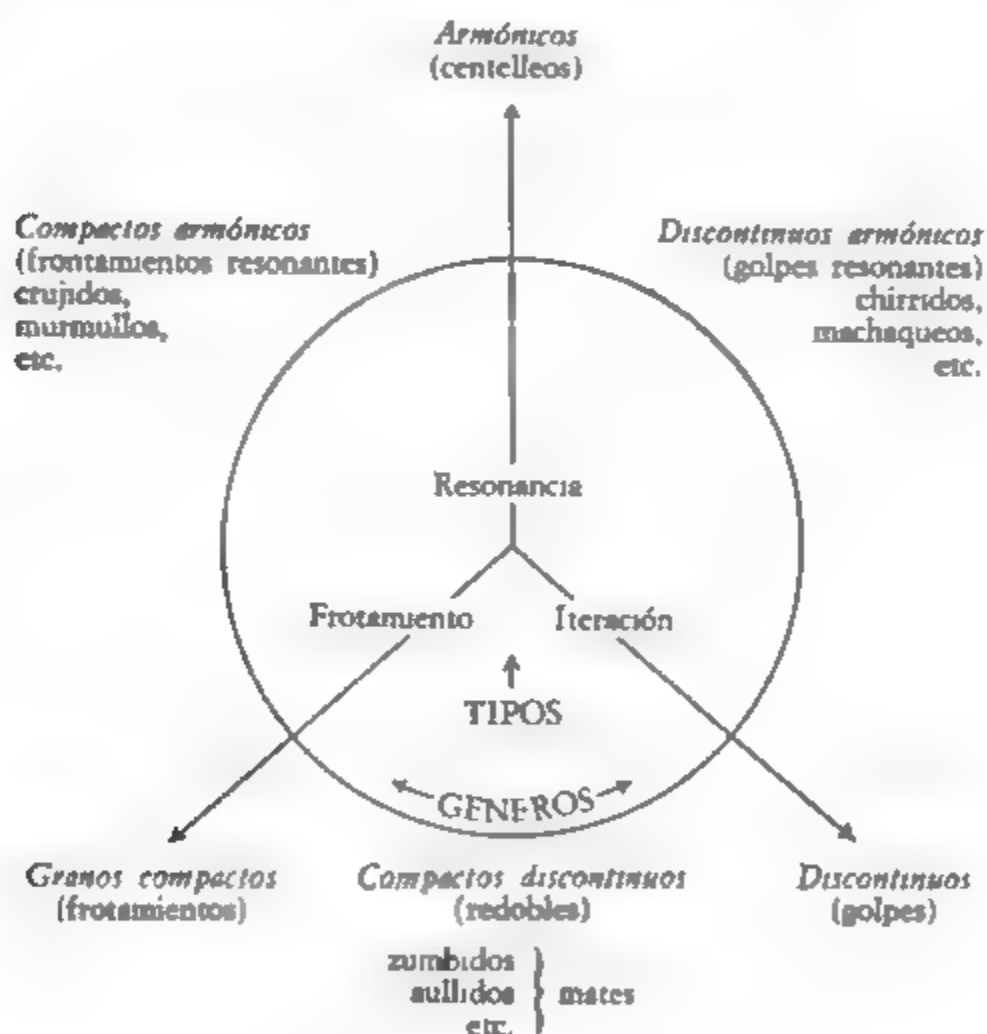 Armónicos
(centelleos)
Compactos armónicos
(frontamientos resonantes)
crujidos,
murmullos,
etc.
Discontinuos armónicos
(golpes resonantes)
chirridos,
machaqueos,
etc.
Resonancia
Frotamiento
Iteración
TIPOS
GENEROS
Granos compactos
(frotamientos)
Compactos discontinuos
(redobles)
zumbidos
aullidos
etc.
mates
Discontinuos
(golpes)